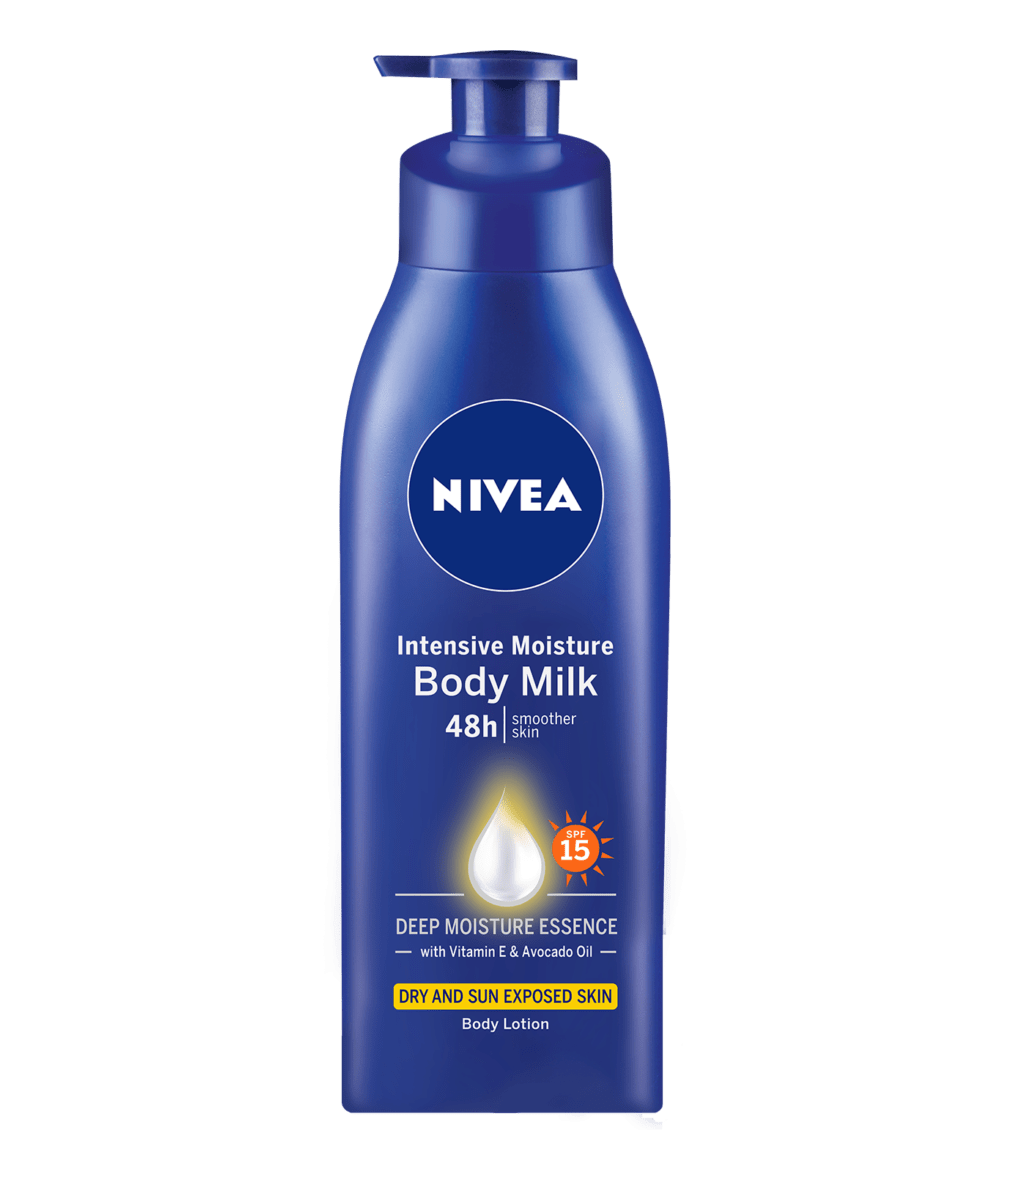 NIVEA
Intensive Moisture
Body Milk
48h smoother
skin
SPF
15
DEEP MOISTURE ESSENCE
with Vitamin E & Avocado Oil
DRY AND SUN EXPOSED SKIN
Body Lotion